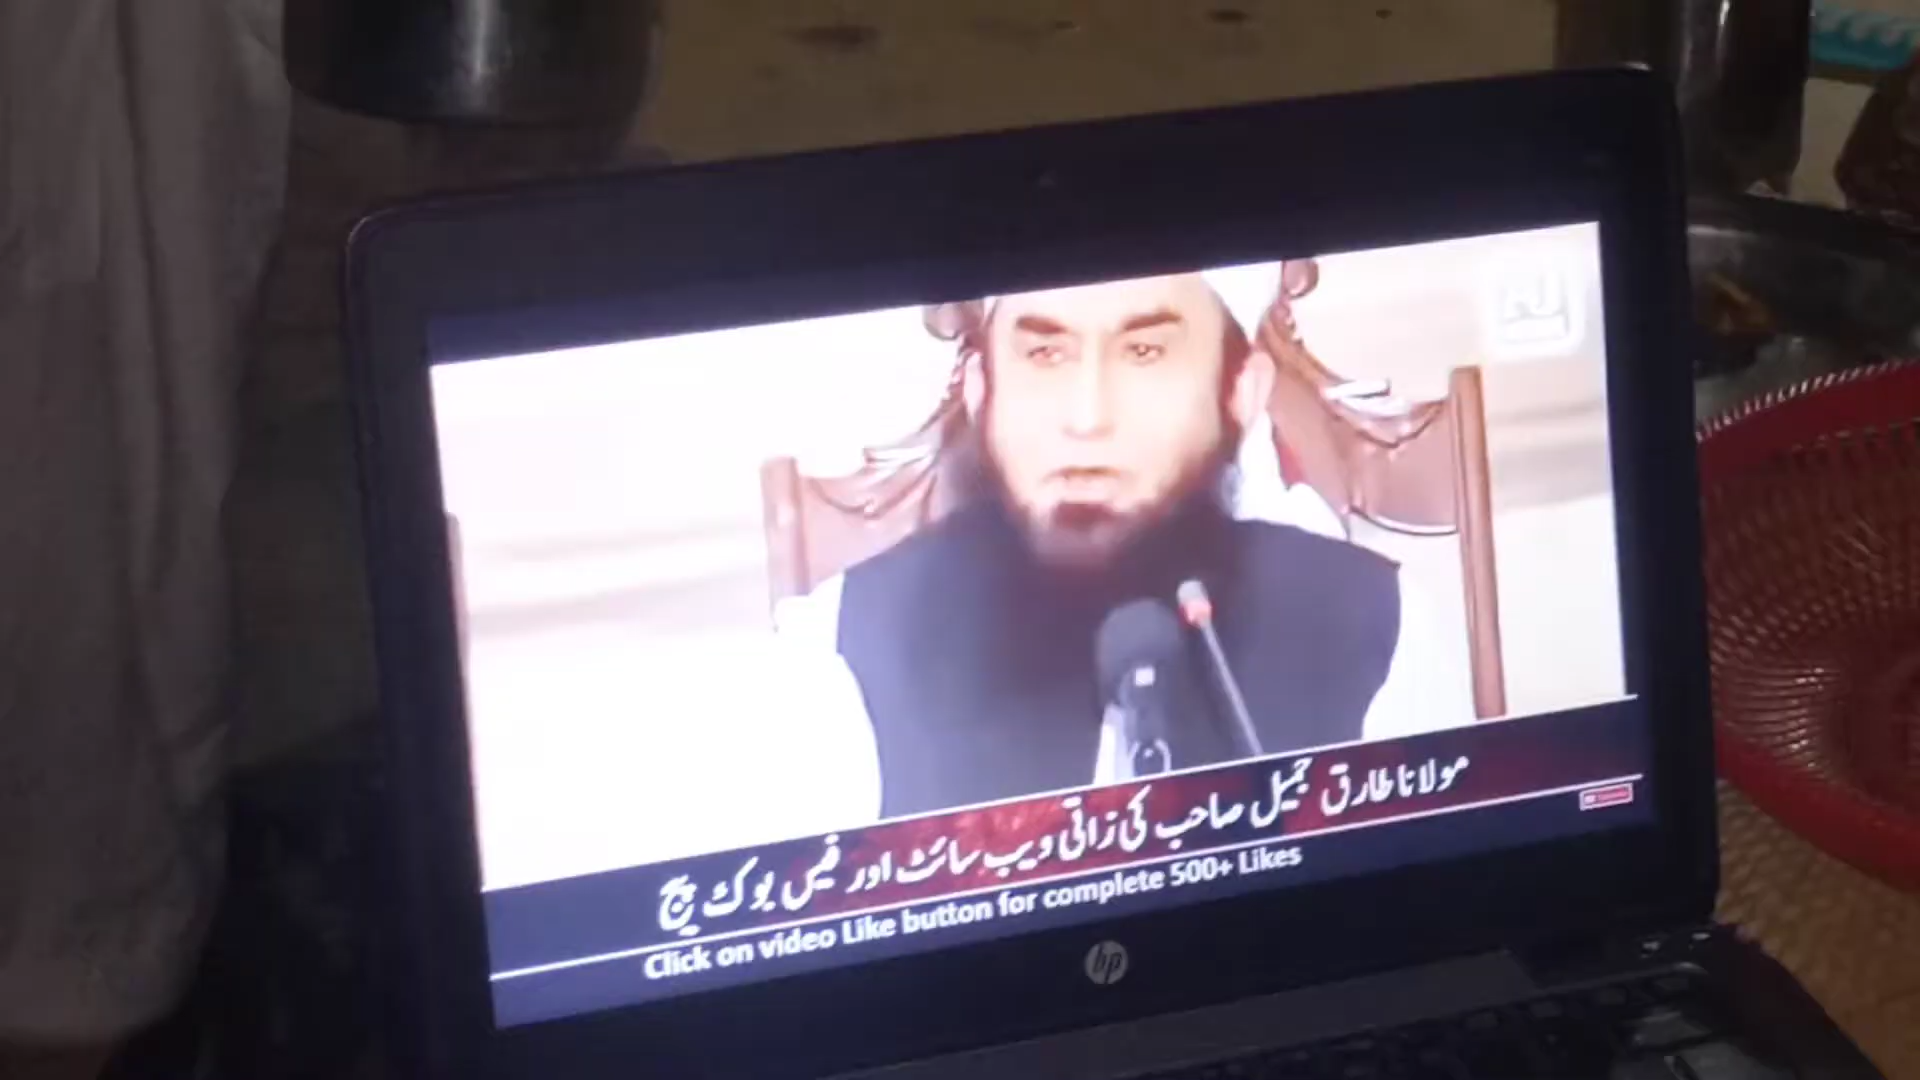 مولانا طارق جمیل صاحب کی زاتی ویب سائٹ اور فیس بوک پیج
Click on video Like button for complete 500+ Likes
hp